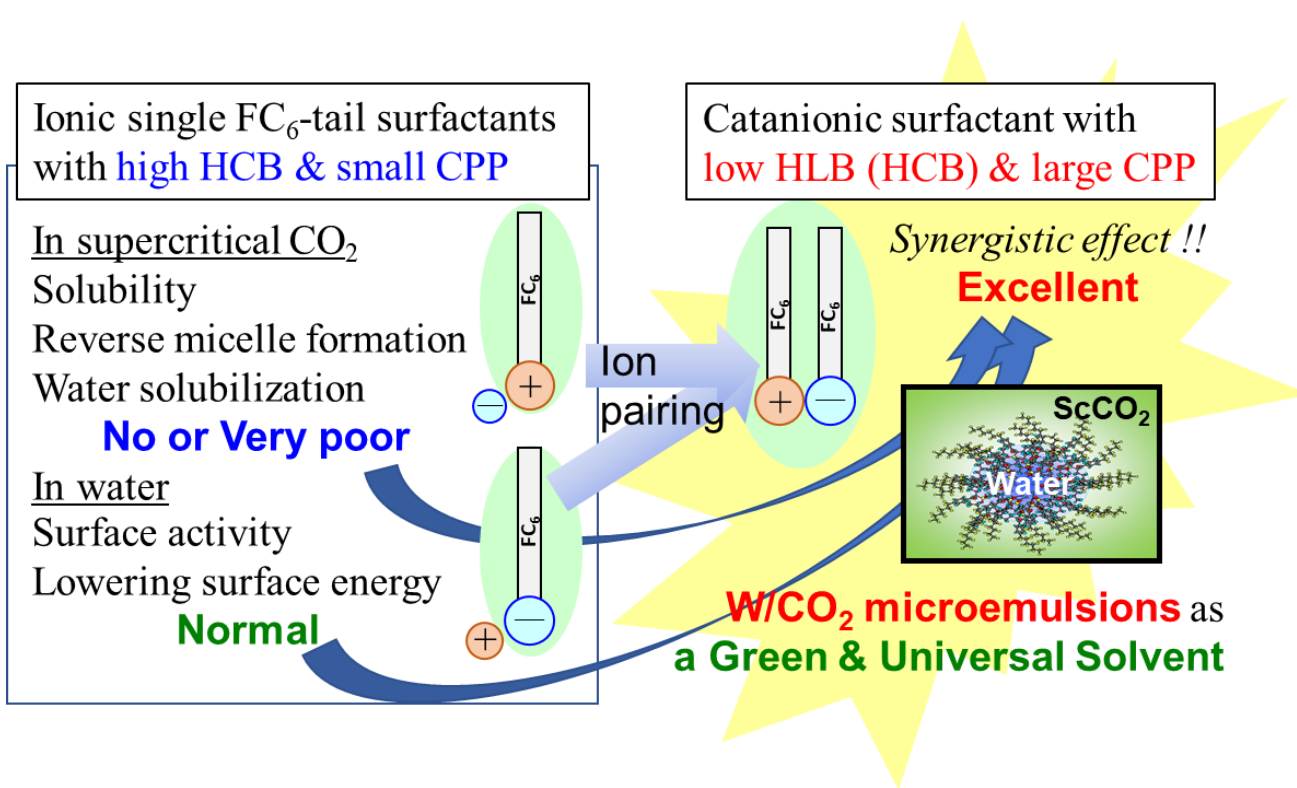 Ionic single FC₆-tail surfactants
with high HCB & small CPP
In supercritical CO₂
Solubility
Reverse micelle formation
Water solubilization
No or Very poor
In water
Surface activity
Lowering surface energy
Normal
FC₆
+
—
FC₆
—
+
Ion
pairing
Catanionic surfactant with
low HLB (HCB) & large CPP
Synergistic effect !!
Excellent
FC₆
FC₆
+
—
ScCO₂
Water
W/CO₂ microemulsions as
a Green & Universal Solvent